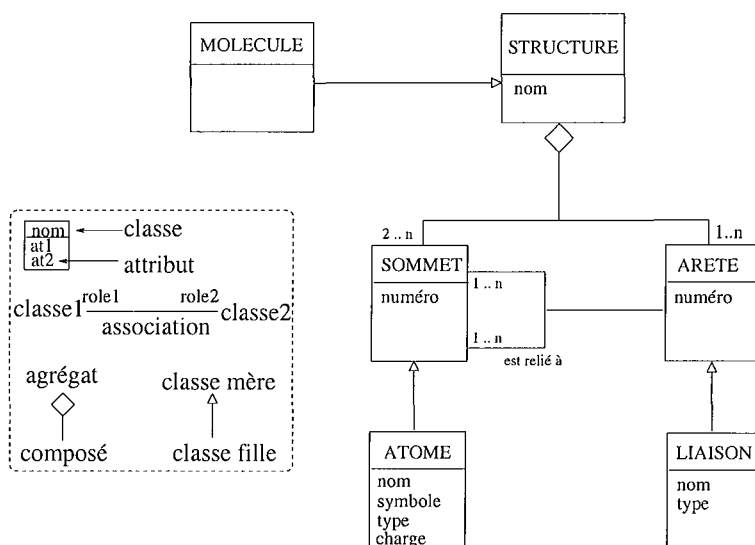 MOLECULE
STRUCTURE
nom
2 .. n
1..n
SOMMET
numéro
1 .. n
1 .. n
est relié à
ARETE
numéro
ATOME
nom
symbole
type
charge
LIAISON
nom
type
nom
at1
at2
classe
attribut
classe1 role1 role2 classe2
association
agrégat
composé
classe mère
classe fille